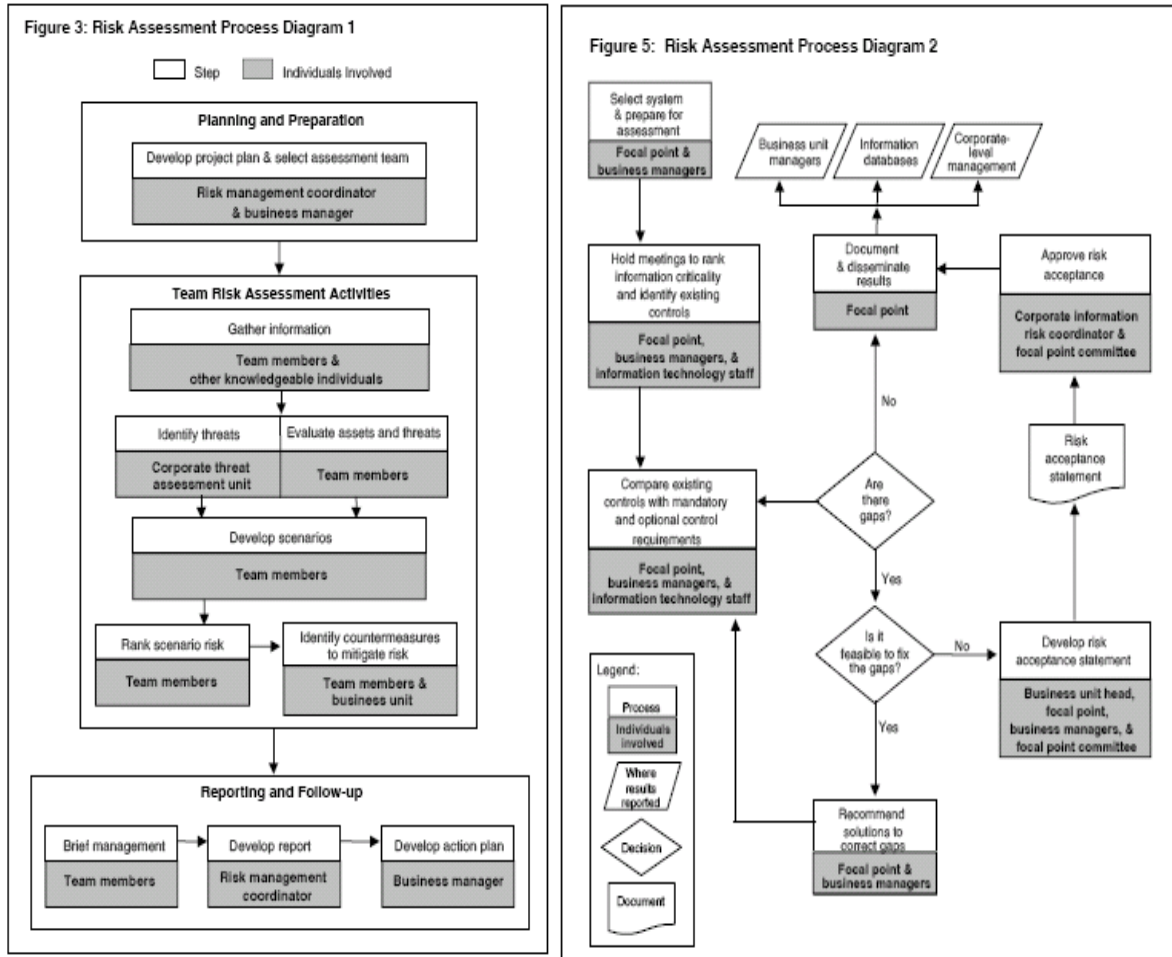 Figure 3: Risk Assessment Process Diagram 1
Step
Individuals Involved
Planning and Preparation
Develop project plan & select assessment team
Risk management coordinator
& business manager
Team Risk Assessment Activities
Gather information
Team members &
other knowledgeable individuals
Identify threats
Corporate threat
assessment unit
Evaluate assets and threats
Team members
Develop scenarios
Team members
Rank scenario risk
Team members
Identify countermeasures
to mitigate risk
Team members &
business unit
Reporting and Follow-up
Brief management
Team members
Develop report
Risk management
coordinator
Develop action plan
Business manager
Figure 5: Risk Assessment Process Diagram 2
Select system
& prepare for
assessment
Focal point &
business managers
Business unit
managers
Information
databases
Corporate-
level
management
Hold meetings to rank
information criticality
and identify existing
controls
Focal point,
business managers, &
information technology staff
Document
& disseminate
results
Focal point
Approve risk
acceptance
Corporate information
risk coordinator &
focal point committee
No
Risk
acceptance
statement
Compare existing
controls with mandatory
and optional control
requirements
Focal point,
business managers, &
information technology staff
Are
there
gaps?
Yes
Is it
feasible to fix
the gaps?
No
Develop risk
acceptance statement
Business unit head,
focal point,
business managers, &
focal point committee
Yes
Recommend
solutions to
correct gaps
Focal point &
business managers
Legend:
Process
Individuals
involved
Where
results
reported
Decision
Document